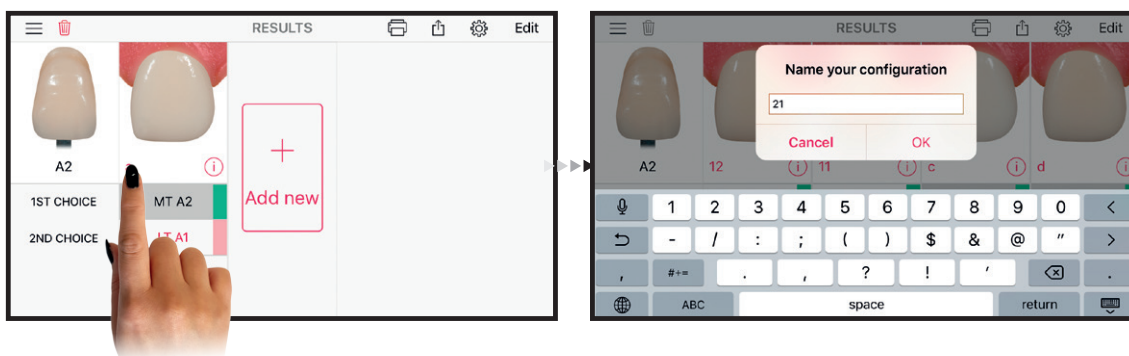 RESULTS
Edit
A2
1ST CHOICE
MT A2
2ND CHOICE
LT A1
+
Add new
RESULTS
Edit
Name your configuration
21
Cancel
OK
A2
12
11
c
d
1 2 3 4 5 6 7 8 9 0 <
- / : ; ( ) $ & @ " >
, #+= . , ? ! ' .
ABC space return